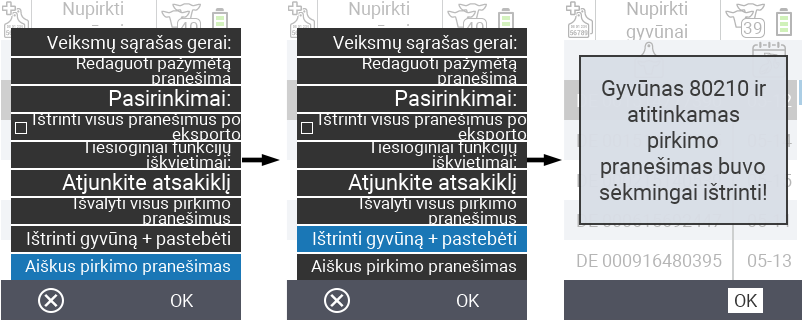 Nupirkti
Veiksmų sąrašas gerai:
Redaguoti pažymėtą
pranešimą
Pasirinkimai:
Ištrinti visus pranešimus po
eksporto
Tiesioginiai funkcijų
iškvietimai:
Atjunkite atsakiklį
Išvalyti visus pirkimo
pranešimus
Ištrinti gyvūną + pastebėti
Aiškus pirkimo pranešimas
OK
Nupirkti
Veiksmų sąrašas gerai:
Redaguoti pažymėtą
pranešimą
Pasirinkimai:
Ištrinti visus pranešimus po
eksporto
Tiesioginiai funkcijų
iškvietimai:
Atjunkite atsakiklį
Išvalyti visus pirkimo
pranešimus
Ištrinti gyvūną + pastebėti
Aiškus pirkimo pranešimas
OK
Nupirkti
gyvūnai
39
Gyvūnas 80210 ir
atitinkamas
pirkimo
pranešimas buvo
sėkmingai ištrinti!
DE 000916480395 05-13
OK